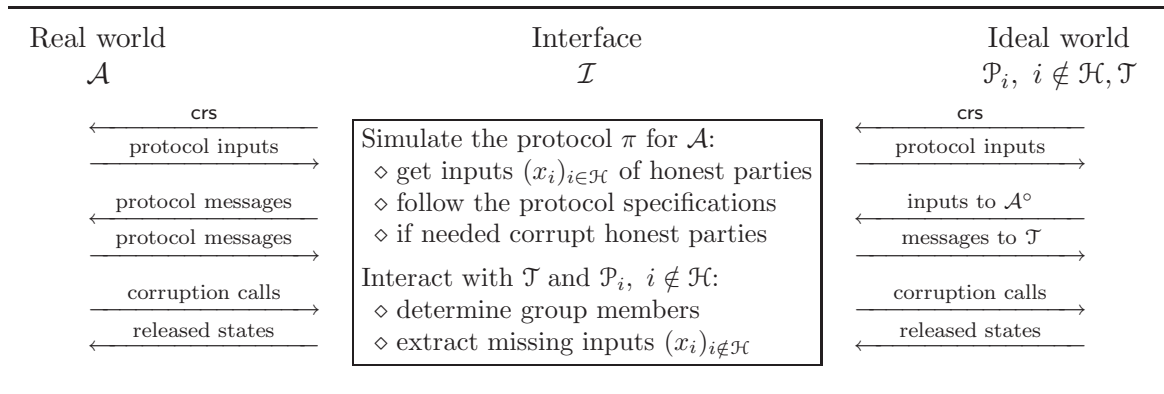 Real world Interface Ideal world
𝒜 ℐ 𝒫ᵢ, i ∉ ℋ, 𝒯
crs crs
Simulate the protocol π for 𝒜:
protocol inputs protocol inputs
⋄ get inputs (xᵢ)_{i∈ℋ} of honest parties
protocol messages ⋄ follow the protocol specifications inputs to 𝒜°
protocol messages ⋄ if needed corrupt honest parties messages to 𝒯
Interact with 𝒯 and 𝒫ᵢ, i ∉ ℋ:
corruption calls ⋄ determine group members corruption calls
released states ⋄ extract missing inputs (xᵢ)_{i∉ℋ} released states